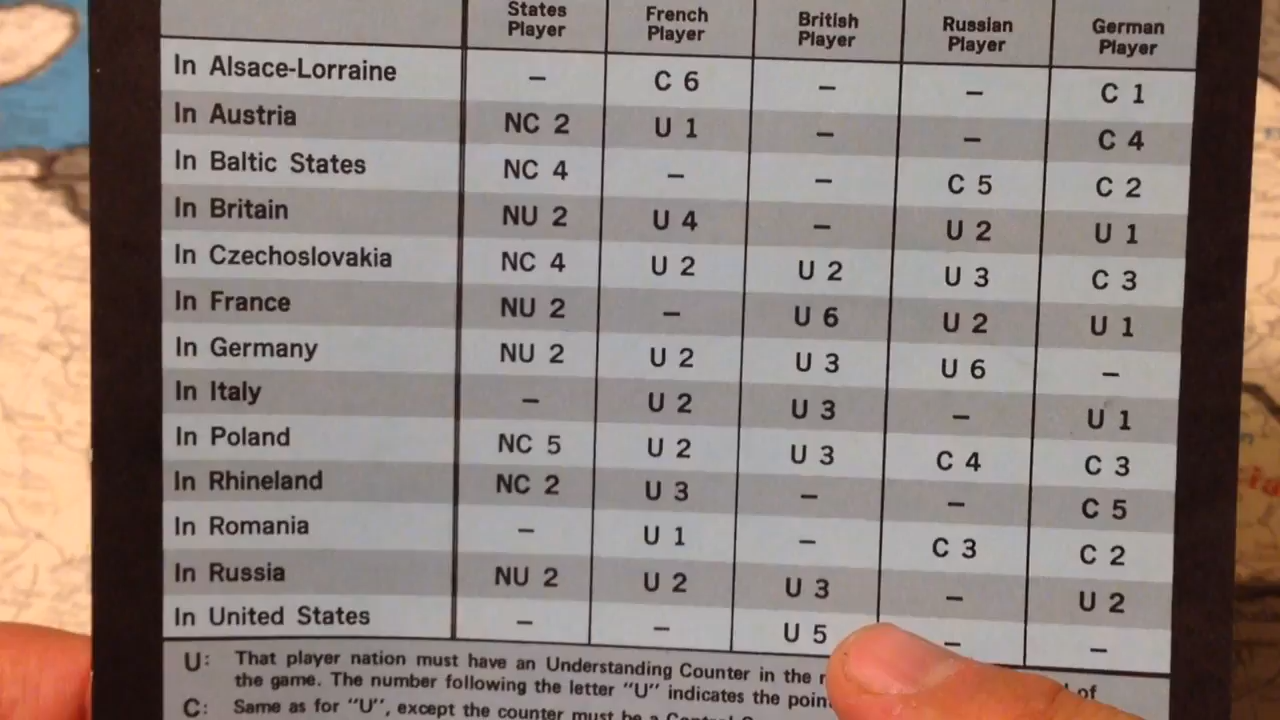 States Player French Player British Player Russian Player German Player
In Alsace-Lorraine – C 6 – – C 1
In Austria NC 2 U 1 – – C 4
In Baltic States NC 4 – – C 5 C 2
In Britain NU 2 U 4 – U 2 U 1
In Czechoslovakia NC 4 U 2 U 2 U 3 C 3
In France NU 2 – U 6 U 2 U 1
In Germany NU 2 U 2 U 3 U 6 –
In Italy – U 2 U 3 – U 1
In Poland NC 5 U 2 U 3 C 4 C 3
In Rhineland NC 2 U 3 – – C 5
In Romania – U 1 – C 3 C 2
In Russia NU 2 U 2 U 3 – U 2
In United States – – U 5 – –
U: That player nation must have an Understanding Counter in the
the game. The number following the letter "U" indicates the of
C: Same as for "U", except the counter must be a